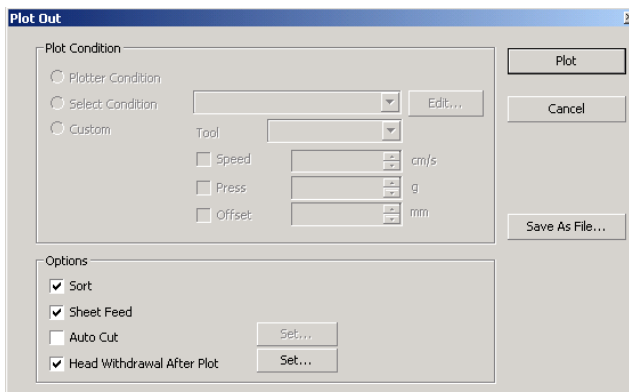 Plot Out
Plot Condition
Plotter Condition
Select Condition
Edit...
Custom
Tool
Speed
cm/s
Press
g
Offset
mm
Plot
Cancel
Save As File...
Options
Sort
Sheet Feed
Auto Cut
Set...
Head Withdrawal After Plot
Set...